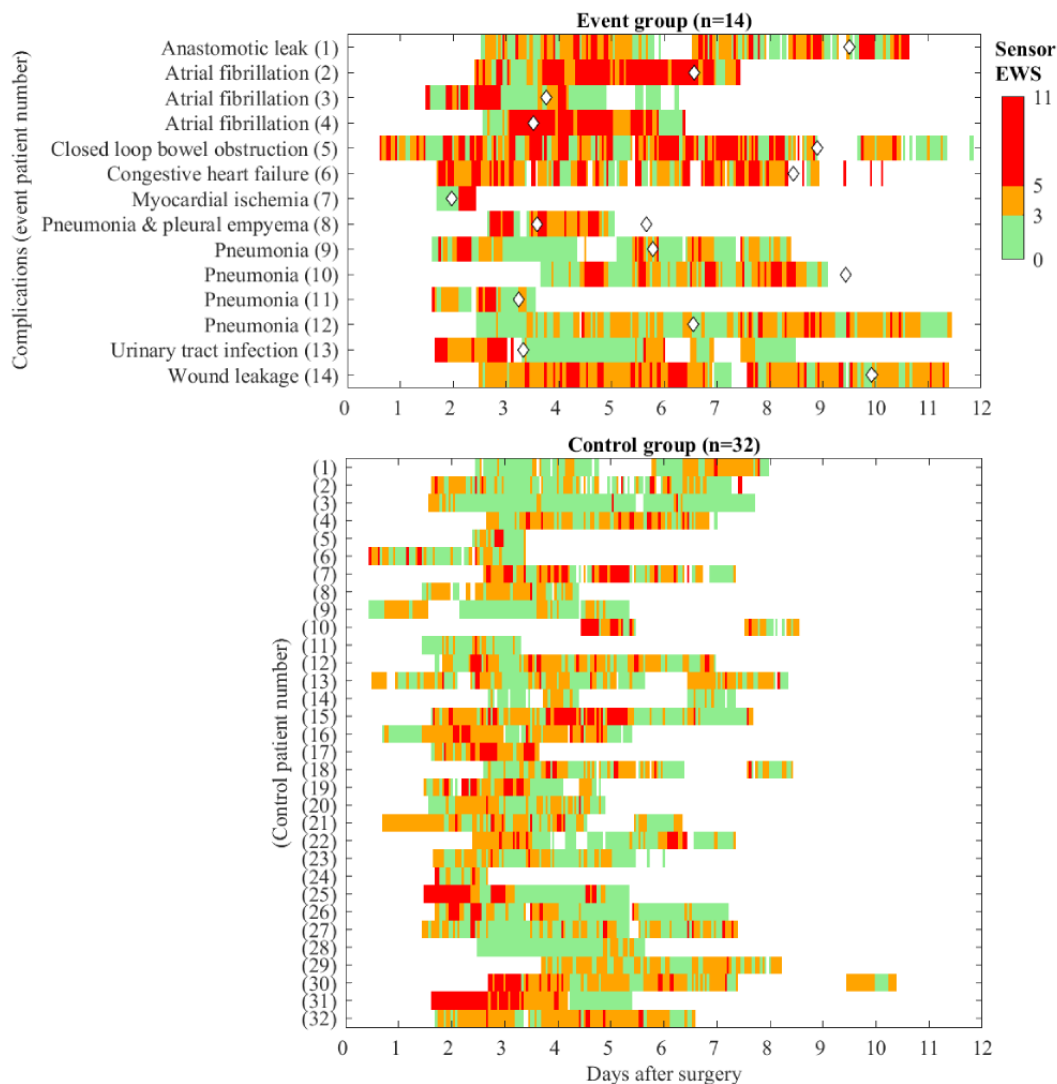 Event group (n=14)
Complications (event patient number)
Anastomotic leak (1)
Atrial fibrillation (2)
Atrial fibrillation (3)
Atrial fibrillation (4)
Closed loop bowel obstruction (5)
Congestive heart failure (6)
Myocardial ischemia (7)
Pneumonia & pleural empyema (8)
Pneumonia (9)
Pneumonia (10)
Pneumonia (11)
Pneumonia (12)
Urinary tract infection (13)
Wound leakage (14)
0 1 2 3 4 5 6 7 8 9 10 11 12
Sensor
EWS
11
5
3
0
Control group (n=32)
(Control patient number)
(1)
(2)
(3)
(4)
(5)
(6)
(7)
(8)
(9)
(10)
(11)
(12)
(13)
(14)
(15)
(16)
(17)
(18)
(19)
(20)
(21)
(22)
(23)
(24)
(25)
(26)
(27)
(28)
(29)
(30)
(31)
(32)
0 1 2 3 4 5 6 7 8 9 10 11 12
Days after surgery